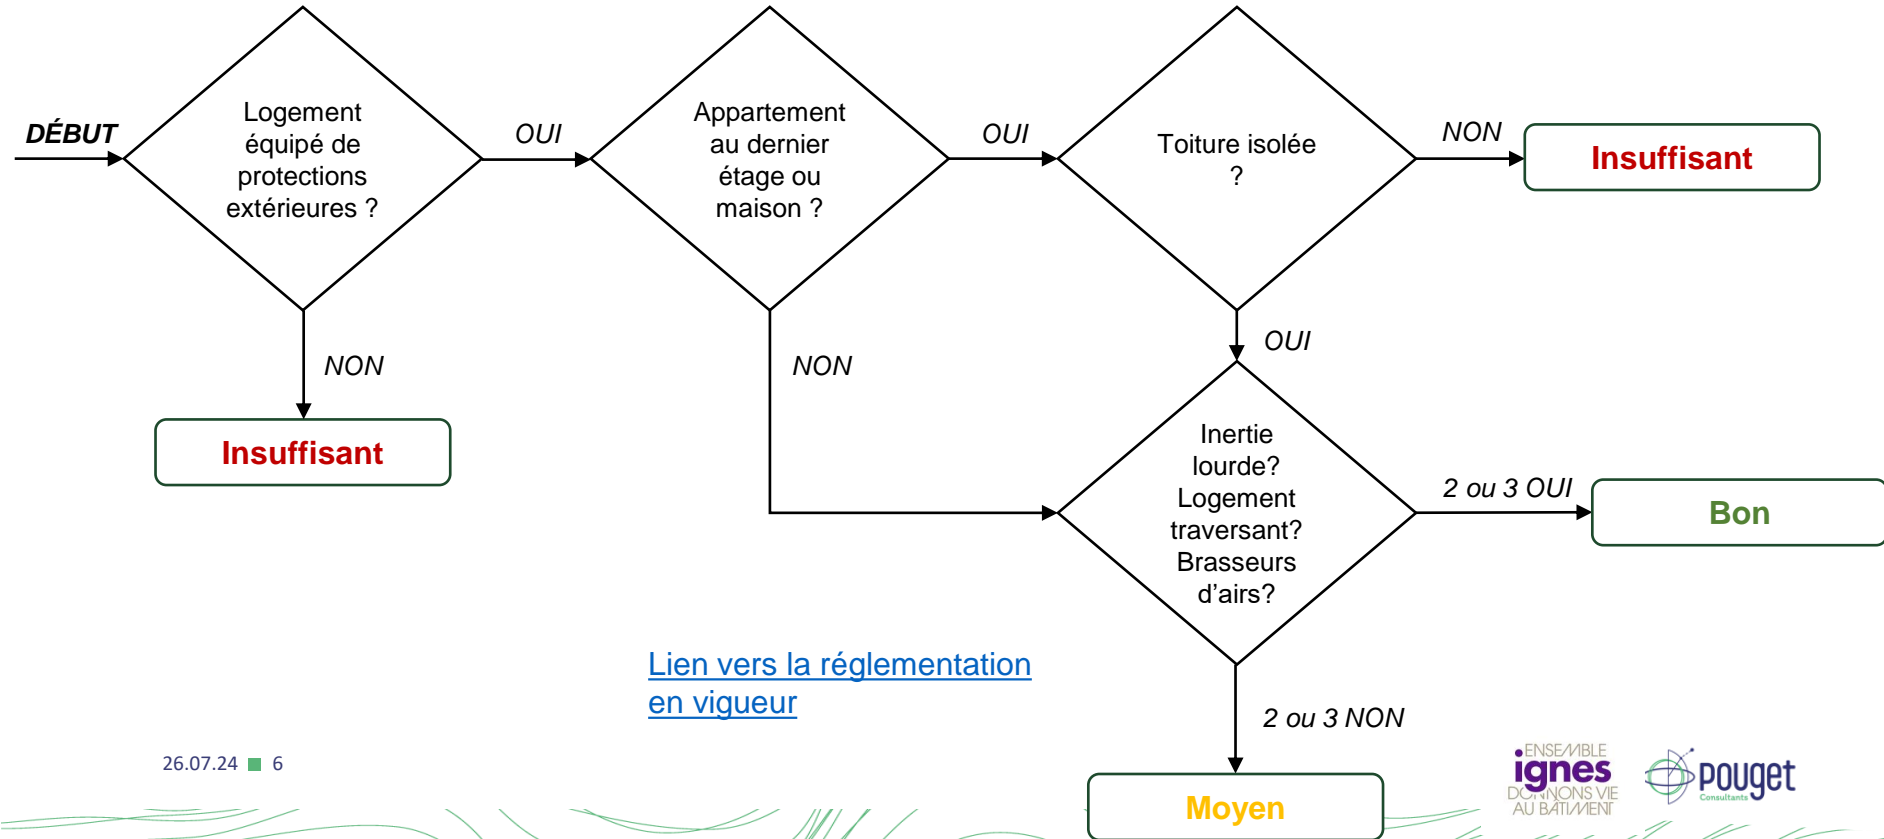 DÉBUT
Logement
équipé de
protections
extérieures ?
OUI
Appartement
au dernier
étage ou
maison ?
OUI
Toiture isolée
?
NON
Insuffisant
NON
Insuffisant
NON
OUI
Inertie
lourde?
Logement
traversant?
Brasseurs
d’airs?
2 ou 3 OUI
Bon
Lien vers la réglementation
en vigueur
2 ou 3 NON
Moyen
26.07.24 6
ENSEMBLE
ignes
DONNONS VIE
AU BÂTIMENT
pouget
Consultants